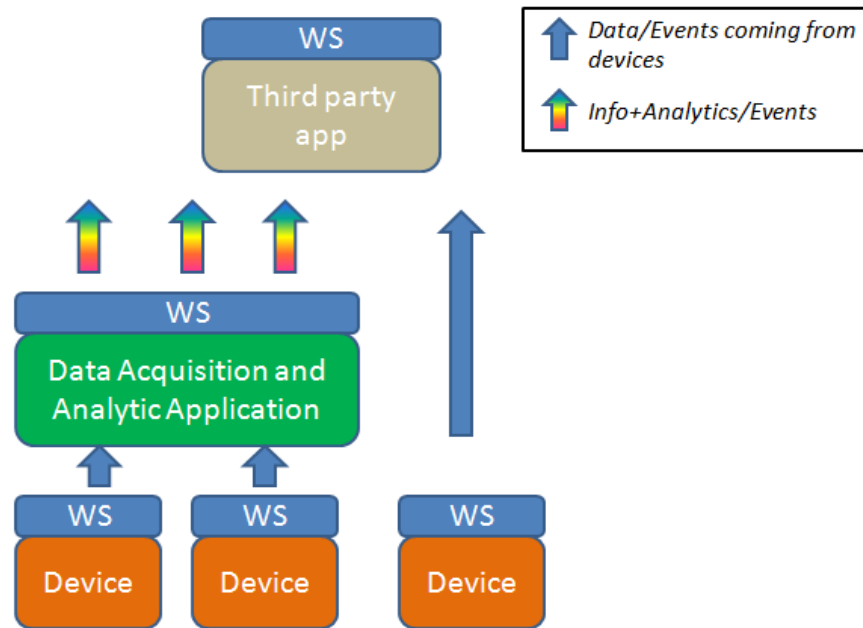 WS
Third party
app
Data/Events coming from
devices
Info+Analytics/Events
WS
Data Acquisition and
Analytic Application
WS
WS
WS
Device
Device
Device